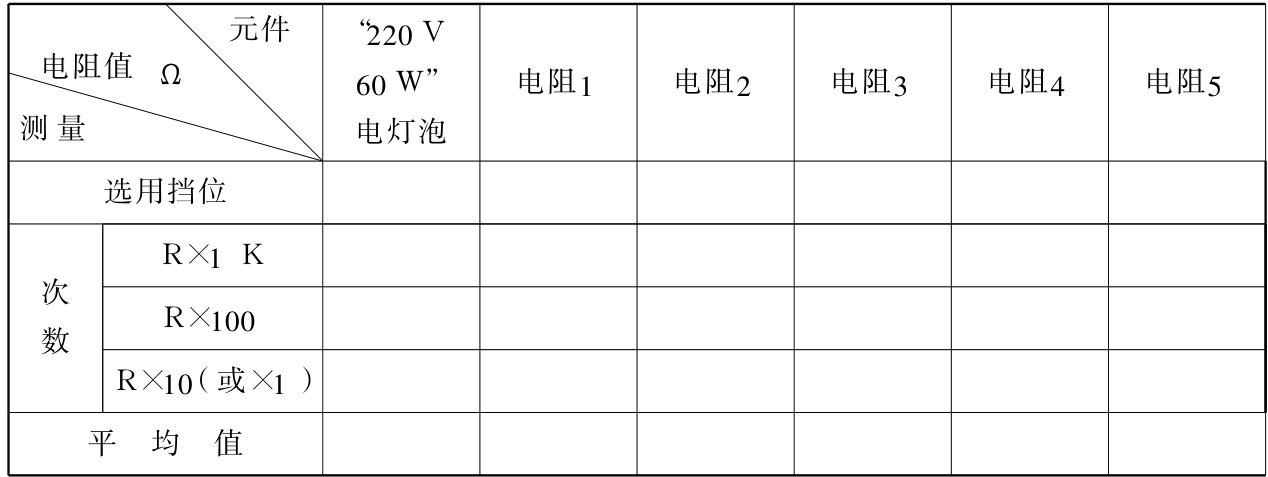 元件
电阻值 Ω
测量
“220 V
60 W”
电灯泡
电阻1
电阻2
电阻3
电阻4
电阻5
选用挡位
次
数
R×1 K
R×100
R×10(或×1 )
平 均 值